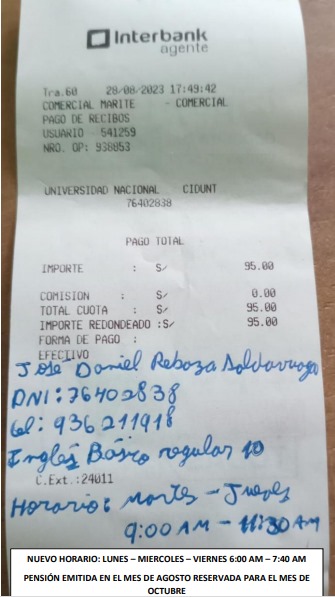 Interbank
agente
Tra.60 28/08/2023 17:49:42
COMERCIAL MARITE - COMERCIAL
PAGO DE RECIBOS
USUARIO 541259
NRO. OP: 938853
UNIVERSIDAD NACIONAL CIDUNT
76402838
PAGO TOTAL
IMPORTE : S/ 95.00
COMISION : S/ 0.00
TOTAL CUOTA : S/ 95.00
IMPORTE REDONDEADO :S/ 95.00
FORMA DE PAGO :
EFECTIVO
José Daniel Reboza Saldarriaga
DNI: 76402838
Cel: 936211918
Inglés Básico regular 10
C.Ext.:24011
Horario: Martes - Jueves
9:00 AM - 11:30 AM
NUEVO HORARIO: LUNES – MIERCOLES – VIERNES 6:00 AM – 7:40 AM
PENSIÓN EMITIDA EN EL MES DE AGOSTO RESERVADA PARA EL MES DE
OCTUBRE